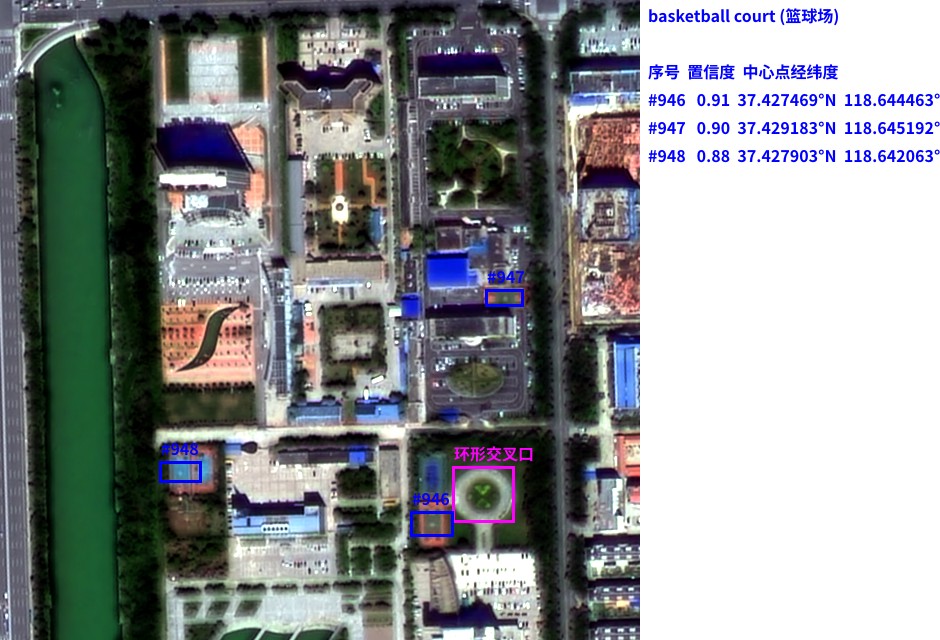 basketball court (篮球场)
序号 置信度 中心点经纬度
#946 0.91 37.427469°N 118.644463°
#947 0.90 37.429183°N 118.645192°
#948 0.88 37.427903°N 118.642063°
#947
#948
环形交叉口
#946